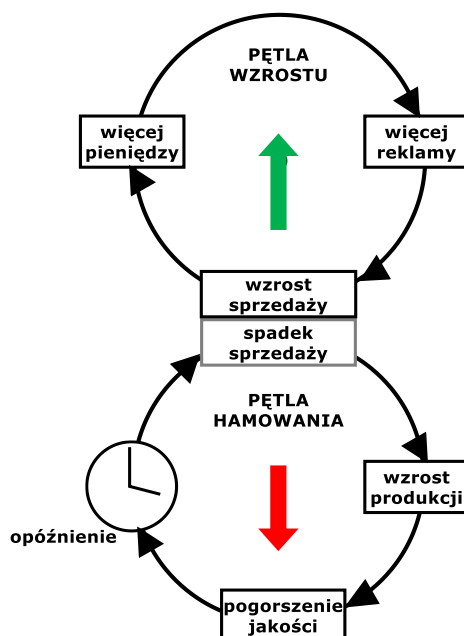 PĘTLA
WZROSTU
więcej
pieniędzy
więcej
reklamy
wzrost
sprzedaży
spadek
sprzedaży
PĘTLA
HAMOWANIA
wzrost
produkcji
opóźnienie
pogorszenie
jakości